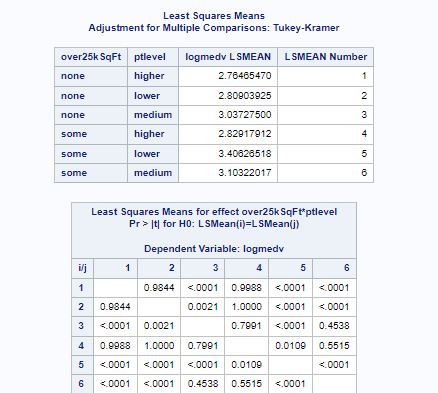 Least Squares Means
Adjustment for Multiple Comparisons: Tukey-Kramer
over25kSqFt ptlevel logmedv LSMEAN LSMEAN Number
none higher 2.76465470 1
none lower 2.80903925 2
none medium 3.03727500 3
some higher 2.82917912 4
some lower 3.40626518 5
some medium 3.10322017 6
Least Squares Means for effect over25kSqFt*ptlevel
Pr > |t| for H0: LSMean(i)=LSMean(j)
Dependent Variable: logmedv
i/j 1 2 3 4 5 6
1 0.9844 <.0001 0.9988 <.0001 <.0001
2 0.9844 0.0021 1.0000 <.0001 <.0001
3 <.0001 0.0021 0.7991 <.0001 0.4538
4 0.9988 1.0000 0.7991 0.0109 0.5515
5 <.0001 <.0001 <.0001 0.0109 <.0001
6 <.0001 <.0001 0.4538 0.5515 <.0001